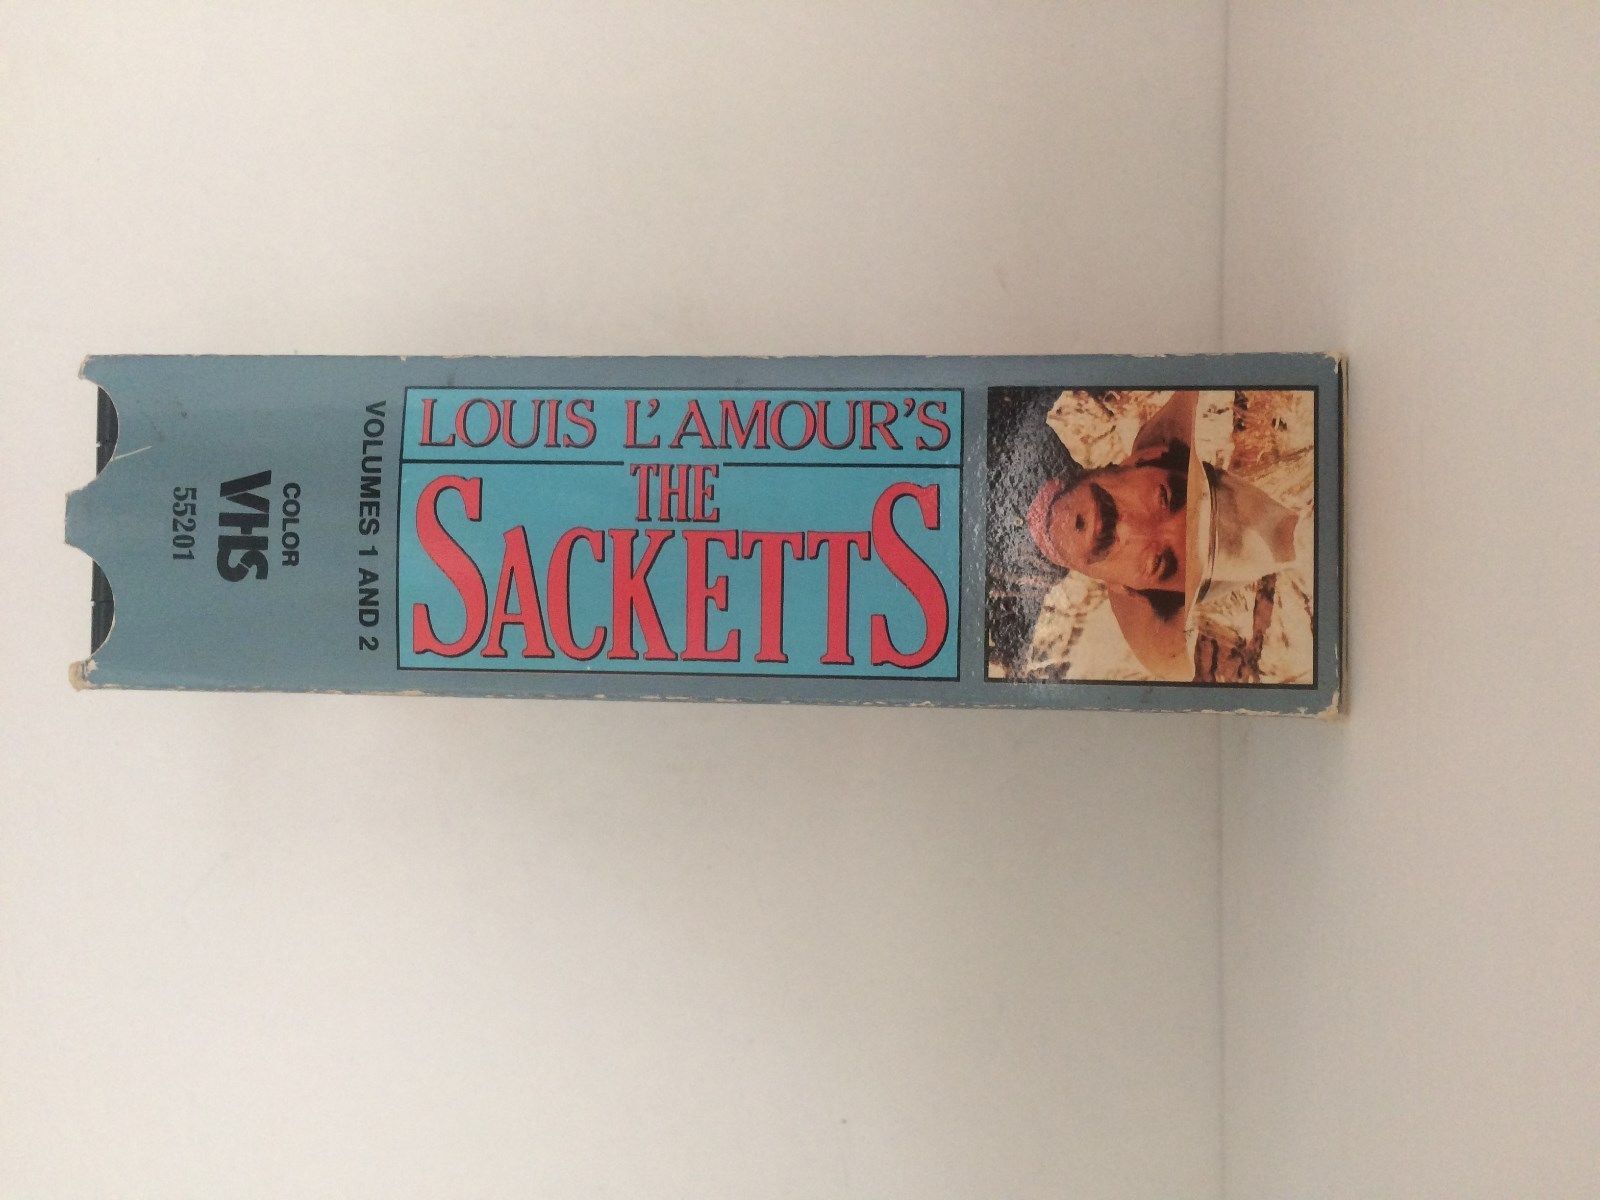 LOUIS L'AMOUR'S
THE
SACKETTS
VOLUMES 1 AND 2
COLOR
VHS
55201